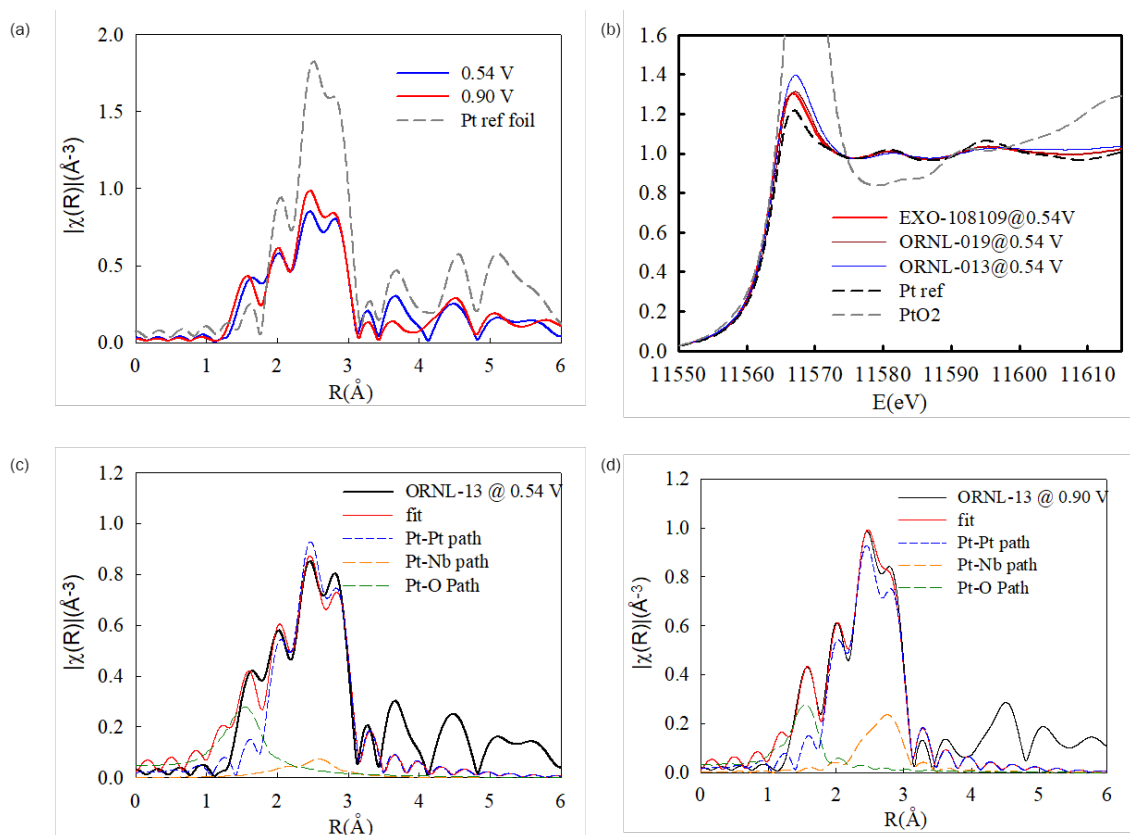 (a)
2.0
1.5
1.0
0.5
0.0
|χ(R)|(Å-3)
0.54 V
0.90 V
Pt ref foil
0 1 2 3 4 5 6
R(Å)
(b)
1.6
1.4
1.2
1.0
0.8
0.6
0.4
0.2
0.0
EXO-108109@0.54V
ORNL-019@0.54 V
ORNL-013@0.54 V
Pt ref
PtO2
11550 11560 11570 11580 11590 11600 11610
E(eV)
(c)
1.2
1.0
0.8
0.6
0.4
0.2
0.0
|χ(R)|(Å-3)
ORNL-13 @ 0.54 V
fit
Pt-Pt path
Pt-Nb path
Pt-O Path
0 1 2 3 4 5 6
R(Å)
(d)
1.2
1.0
0.8
0.6
0.4
0.2
0.0
|χ(R)|(Å-3)
ORNL-13 @ 0.90 V
fit
Pt-Pt path
Pt-Nb path
Pt-O Path
0 1 2 3 4 5 6
R(Å)